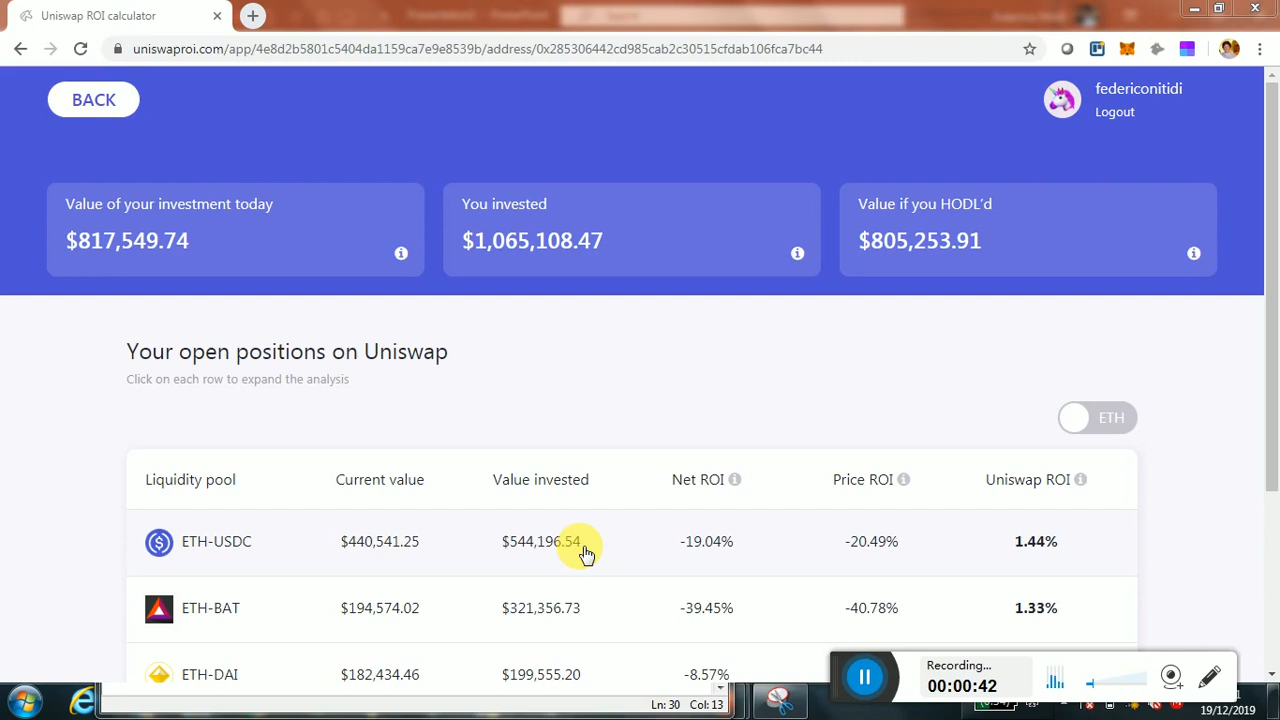 Uniswap ROI calculator
uniswaproi.com/app/4e8d2b5801c5404da1159ca7e9e8539b/address/0x285306442cd985cab2c30515cfdab106fca7bc44
BACK
federiconitidi
Logout
Value of your investment today
$817,549.74
You invested
$1,065,108.47
Value if you HODL'd
$805,253.91
Your open positions on Uniswap
Click on each row to expand the analysis
ETH
Liquidity pool Current value Value invested Net ROI Price ROI Uniswap ROI
ETH-USDC $440,541.25 $544,196.54 -19.04% -20.49% 1.44%
ETH-BAT $194,574.02 $321,356.73 -39.45% -40.78% 1.33%
ETH-DAI $182,434.46 $199,555.20 -8.57%
Recording...
00:00:42
Ln: 30 Col: 13
19/12/2019